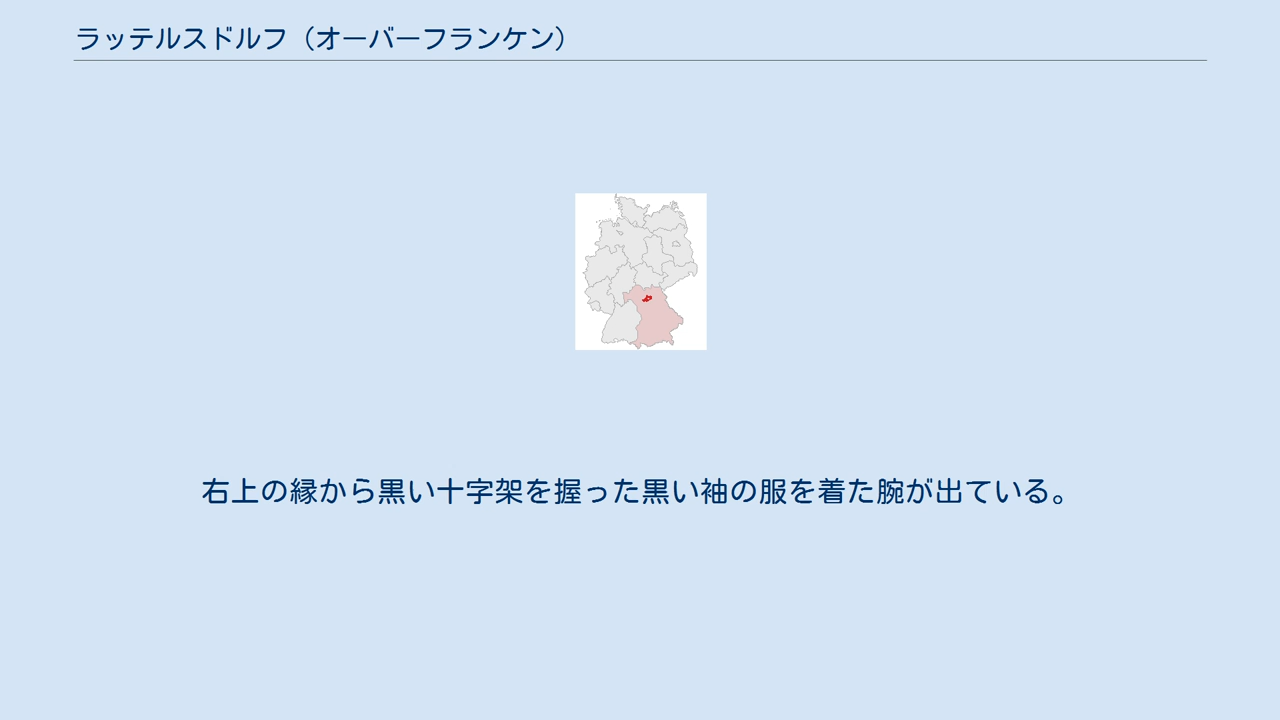 ラッテルスドルフ（オーバーフランケン）
右上の縁から黒い十字架を握った黒い袖の服を着た腕が出ている。